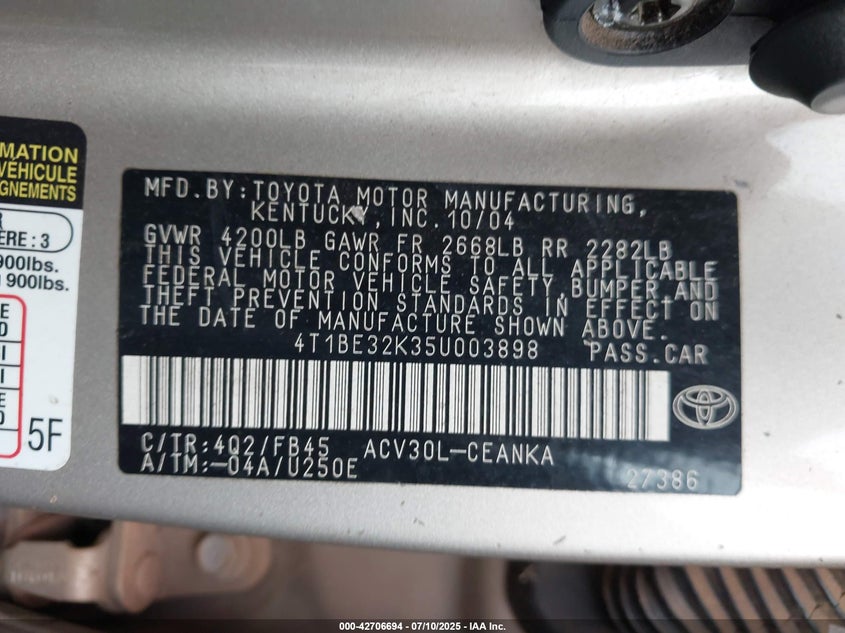 MATION
VÉHICULE
GNEMENTS
R
ERE : 3
900lbs.
900lbs.
E
D
I
I
E
D
5F
MFD.BY:TOYOTA MOTOR MANUFACTURING,
KENTUCKY, INC. 10/04
GVWR 4200LB GAWR FR 2668LB RR 2282LB
THIS VEHICLE CONFORMS TO ALL APPLICABLE
FEDERAL MOTOR VEHICLE SAFETY, BUMPER AND
THEFT PREVENTION STANDARDS IN EFFECT ON
THE DATE OF MANUFACTURE SHOWN ABOVE.
4T1BE32K35U003898 PASS.CAR
C/TR:4Q2/FB45 ACV30L-CEANKA
A/TM:-04A/U250E
27386
000-42706694 / 07/10/2025 - IAA Inc.